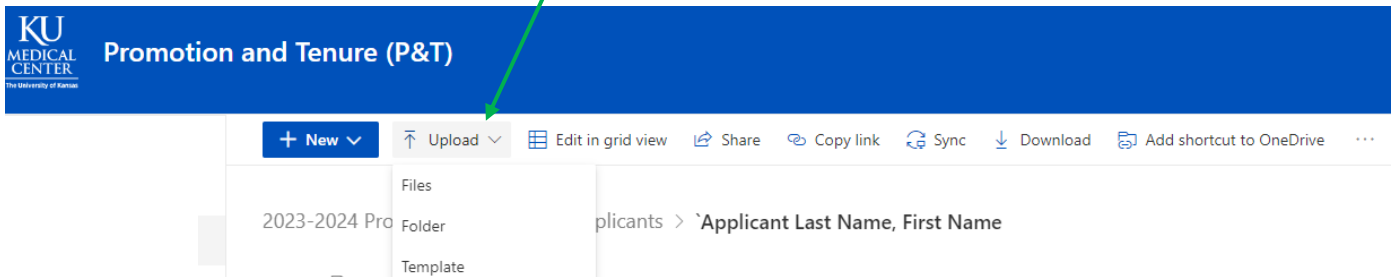 KU
MEDICAL
CENTER
The University of Kansas
Promotion and Tenure (P&T)
+ New Upload Edit in grid view Share Copy link Sync Download Add shortcut to OneDrive ...
Files
2023-2024 Pro plicants > `Applicant Last Name, First Name
Folder
Template